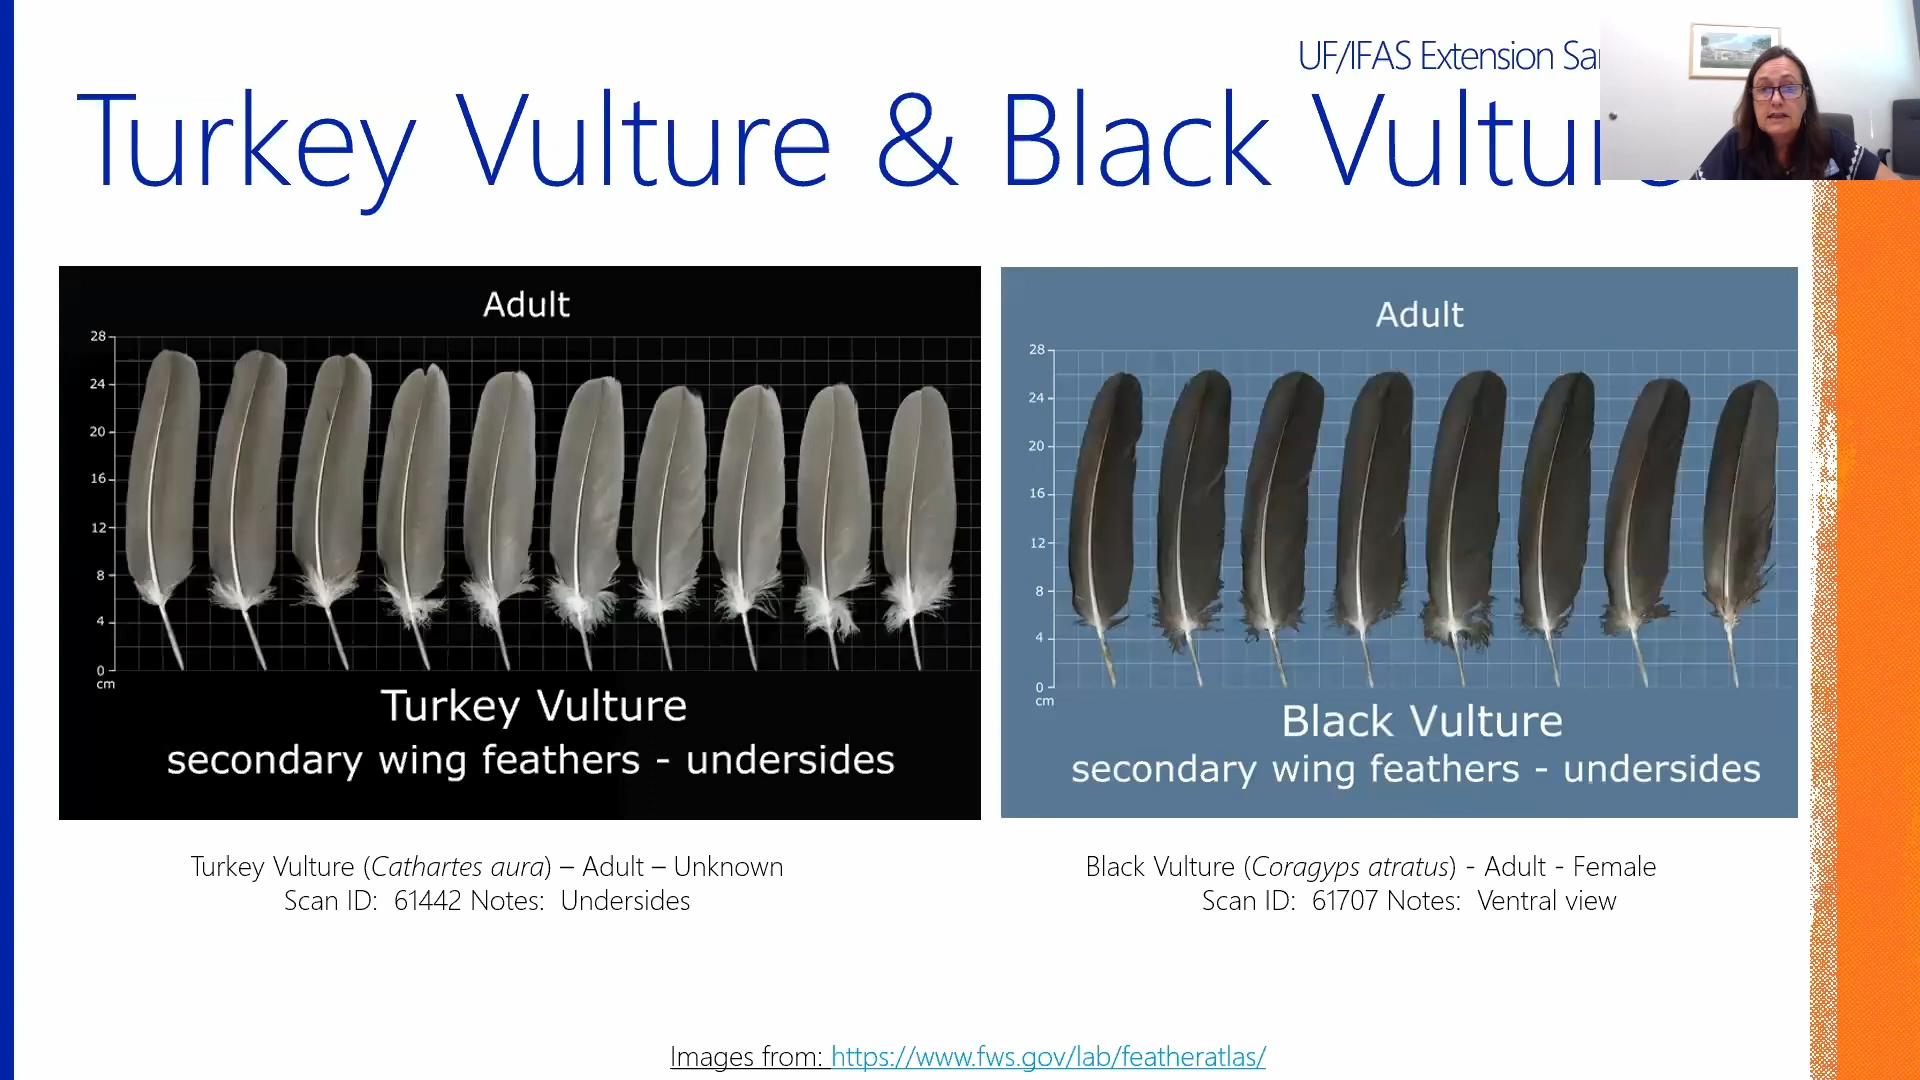 UF/IFAS Extension
Turkey Vulture & Black
Adult
28
24
20
16
12
8
4
0
cm
Turkey Vulture
secondary wing feathers - undersides
Adult
28
24
20
16
12
8
4
0
cm
Black Vulture
secondary wing feathers - undersides
Turkey Vulture (Cathartes aura) – Adult – Unknown
Scan ID: 61442 Notes: Undersides
Black Vulture (Coragyps atratus) - Adult - Female
Scan ID: 61707 Notes: Ventral view
Images from: https://www.fws.gov/lab/featheratlas/